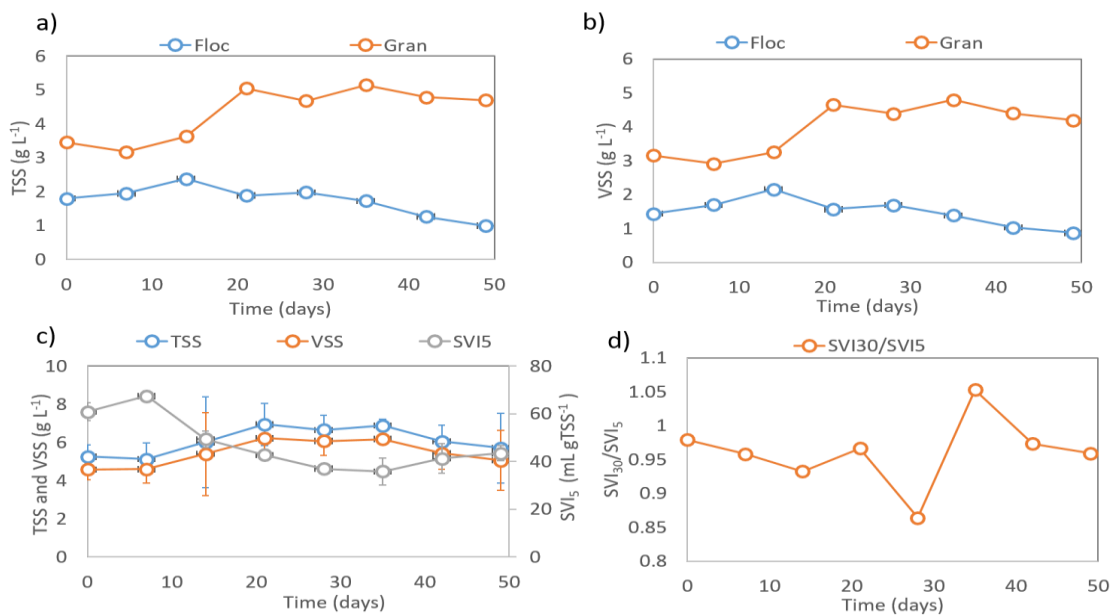 a)
Floc Gran
6
5
4
3
2
1
0
TSS (g L-1)
0 10 20 30 40 50
Time (days)
b)
Floc Gran
6
5
4
3
2
1
0
VSS (g L-1)
0 10 20 30 40 50
Time (days)
c)
TSS VSS SVI5
10
8
6
4
2
0
TSS and VSS (g L-1)
80
60
40
20
0
SVI5 (mL gTSS-1)
0 10 20 30 40 50
Time (days)
d)
SVI30/SVI5
1.1
1.05
1
0.95
0.9
0.85
0.8
SVI30/SVI5
0 10 20 30 40 50
Time (days)